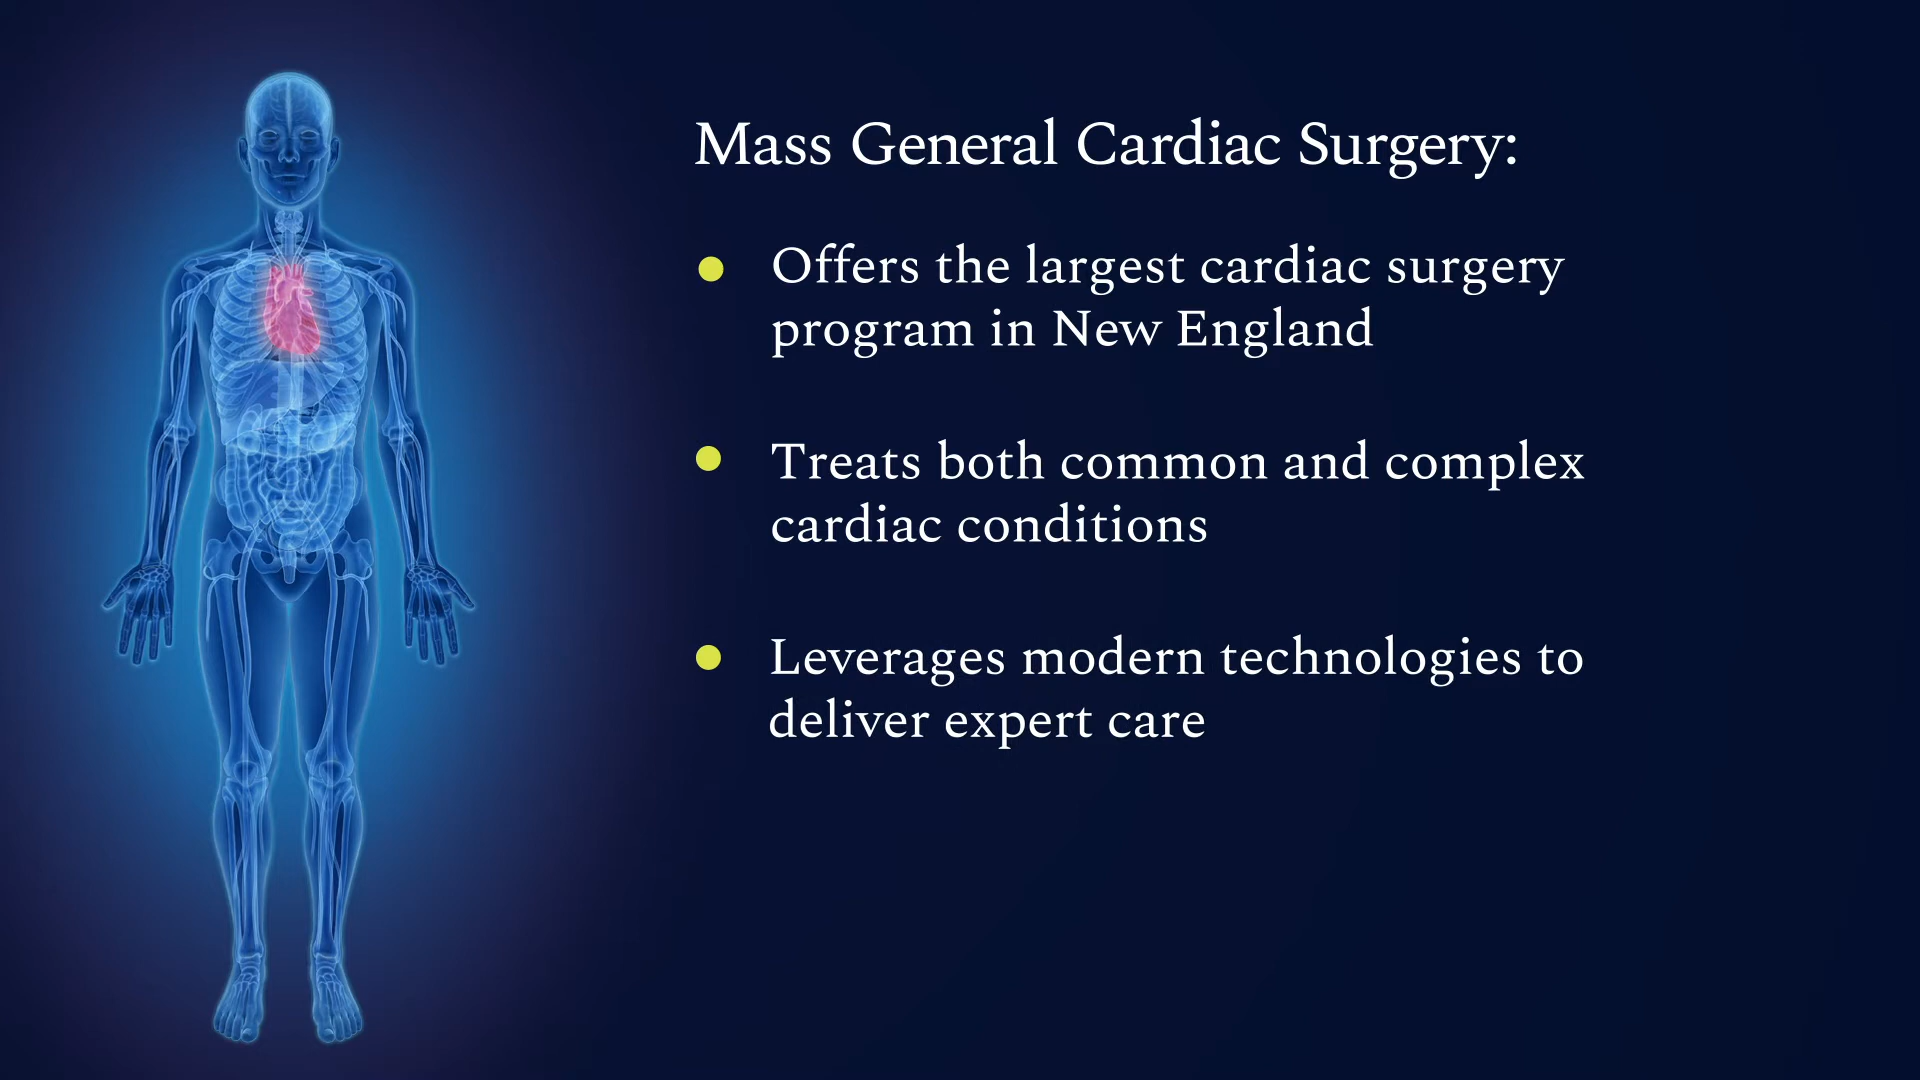 Mass General Cardiac Surgery:
● Offers the largest cardiac surgery
program in New England
● Treats both common and complex
cardiac conditions
● Leverages modern technologies to
deliver expert care